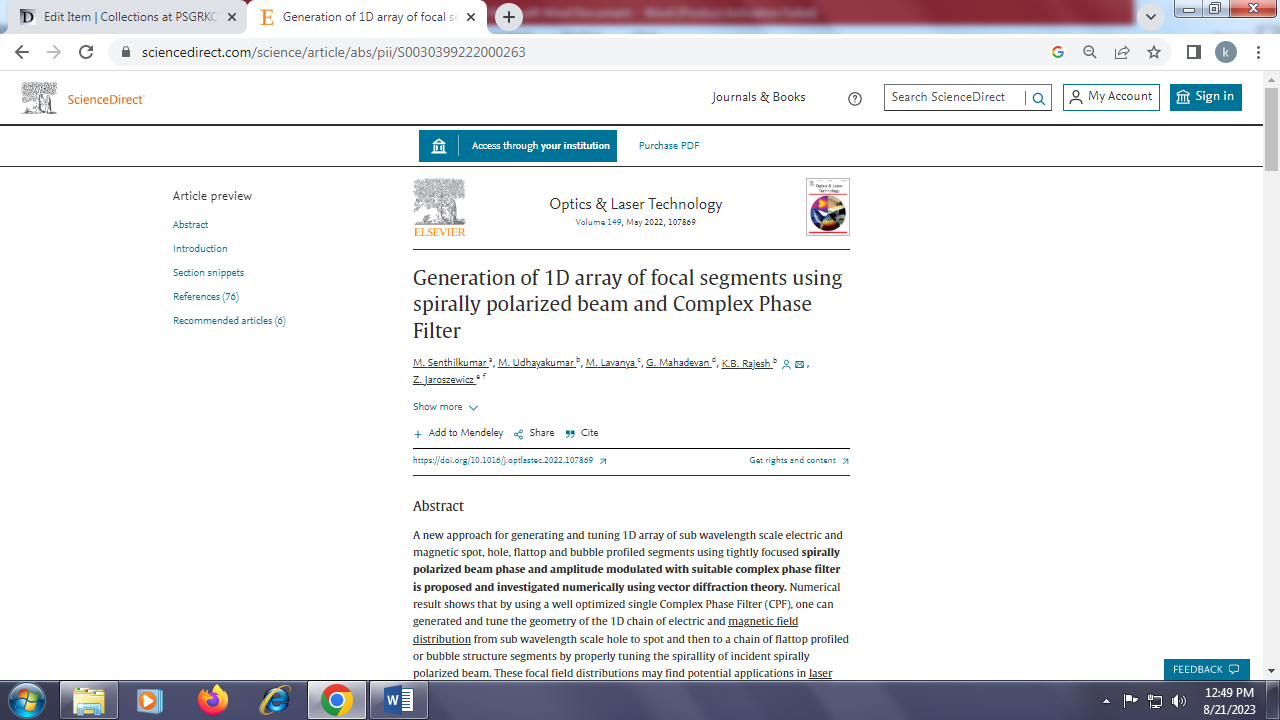 Edit Item | Collections at PSGRKC
Generation of 1D array of focal se
sciencedirect.com/science/article/abs/pii/S0030399222000263
k
ScienceDirect
Journals & Books
Search ScienceDirect
My Account
Sign in
Access through your institution
Purchase PDF
Article preview
Abstract
Introduction
Section snippets
References (76)
Recommended articles (6)
ELSEVIER
Optics & Laser Technology
Volume 149, May 2022, 107869
Optics & Laser
Technology
Generation of 1D array of focal segments using
spirally polarized beam and Complex Phase
Filter
M. Senthilkumar a, M. Udhayakumar b, M. Lavanya c, G. Mahadevan d, K.B. Rajesh b ,
Z. Jaroszewicz e f
Show more
Add to Mendeley Share Cite
https://doi.org/10.1016/j.optlastec.2022.107869
Get rights and content
Abstract
A new approach for generating and tuning 1D array of sub wavelength scale electric and
magnetic spot, hole, flattop and bubble profiled segments using tightly focused spirally
polarized beam phase and amplitude modulated with suitable complex phase filter
is proposed and investigated numerically using vector diffraction theory. Numerical
result shows that by using a well optimized single Complex Phase Filter (CPF), one can
generated and tune the geometry of the 1D chain of electric and magnetic field
distribution from sub wavelength scale hole to spot and then to a chain of flattop profiled
or bubble structure segments by properly tuning the spirallity of incident spirally
polarized beam. These focal field distributions may find potential applications in laser
FEEDBACK
12:49 PM
8/21/2023